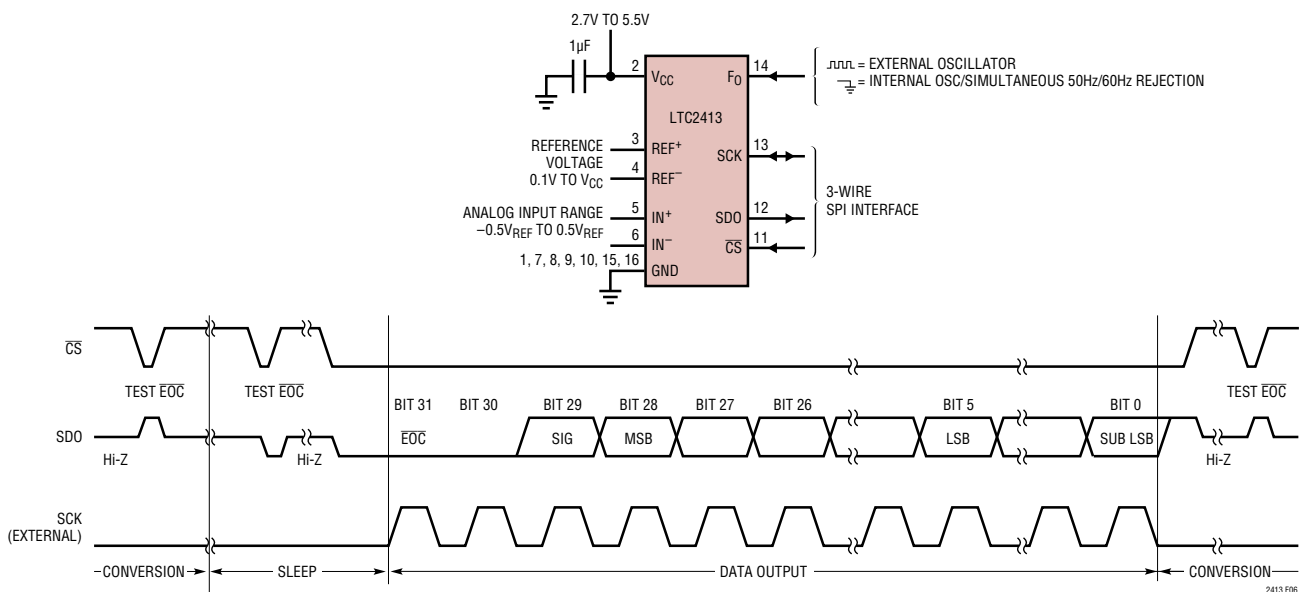 2.7V TO 5.5V
1µF
2
VCC
FO
14
= EXTERNAL OSCILLATOR
= INTERNAL OSC/SIMULTANEOUS 50Hz/60Hz REJECTION
LTC2413
REFERENCE
VOLTAGE
0.1V TO VCC
3
REF+
4
REF–
SCK
13
ANALOG INPUT RANGE
–0.5VREF TO 0.5VREF
5
IN+
6
IN–
SDO
12
CS
11
3-WIRE
SPI INTERFACE
1, 7, 8, 9, 10, 15, 16
GND
CS
TEST EOC
TEST EOC
TEST EOC
BIT 31
BIT 30
BIT 29
BIT 28
BIT 27
BIT 26
BIT 5
BIT 0
SDO
EOC
SIG
MSB
LSB
SUB LSB
Hi-Z
Hi-Z
Hi-Z
SCK
(EXTERNAL)
CONVERSION
SLEEP
DATA OUTPUT
CONVERSION
2413 F06